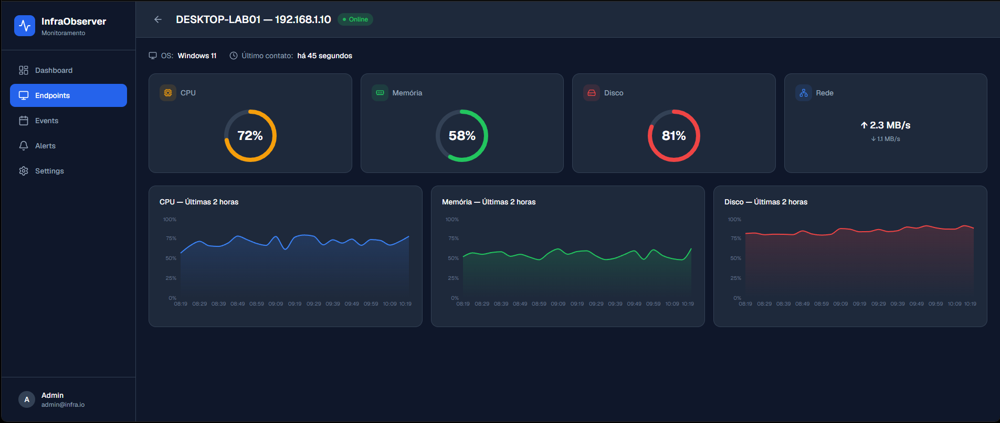 InfraObserver
Monitoramento
Dashboard
Endpoints
Events
Alerts
Settings
A
Admin
admin@infra.io
DESKTOP-LAB01 — 192.168.1.10
Online
OS: Windows 11
Último contato: há 45 segundos
CPU
72%
Memória
58%
Disco
81%
Rede
↑ 2.3 MB/s
↓ 1.1 MB/s
CPU — Últimas 2 horas
100%
75%
50%
25%
0%
08:19 08:29 08:39 08:49 08:59 09:09 09:19 09:29 09:39 09:49 09:59 10:09 10:19
Memória — Últimas 2 horas
100%
75%
50%
25%
0%
08:19 08:29 08:39 08:49 08:59 09:09 09:19 09:29 09:39 09:49 09:59 10:09 10:19
Disco — Últimas 2 horas
100%
75%
50%
25%
0%
08:19 08:29 08:39 08:49 08:59 09:09 09:19 09:29 09:39 09:49 09:59 10:09 10:19